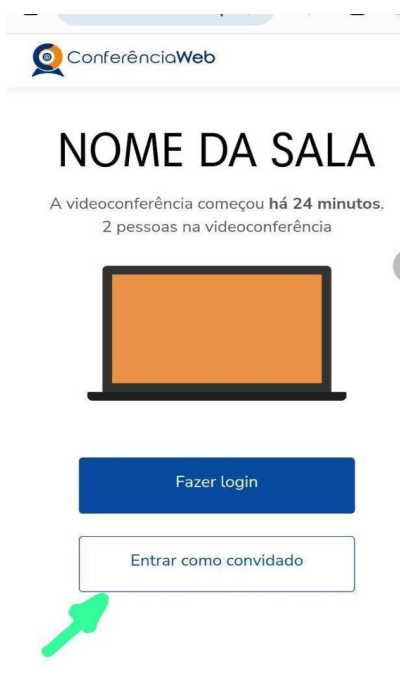 ConferênciaWeb
NOME DA SALA
A videoconferência começou há 24 minutos.
2 pessoas na videoconferência
Fazer login
Entrar como convidado